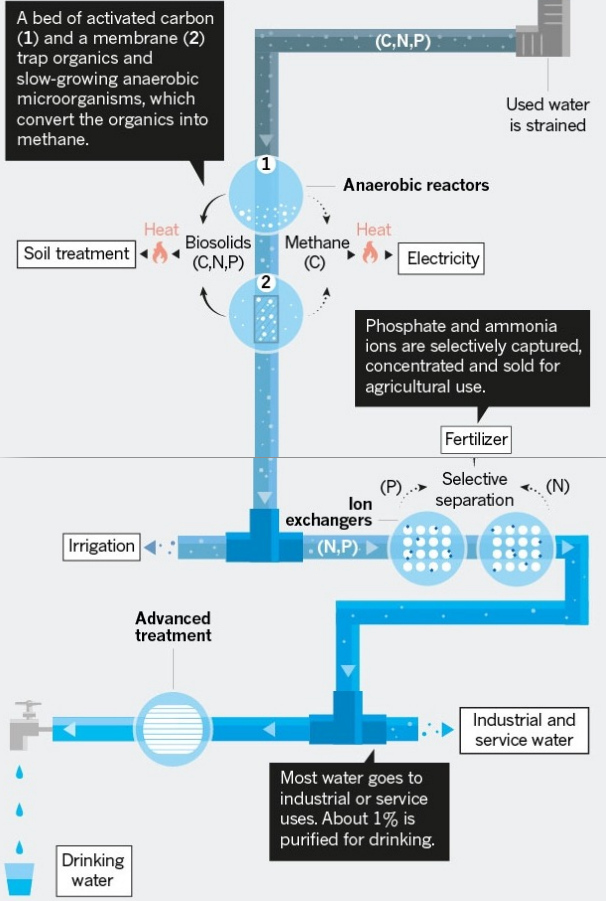 A bed of activated carbon
(1) and a membrane (2)
trap organics and
slow-growing anaerobic
microorganisms, which
convert the organics into
methane.
(C,N,P)
Used water
is strained
1
Anaerobic reactors
Heat
Heat
Soil treatment
Biosolids
(C,N,P)
Methane
(C)
Electricity
2
Phosphate and ammonia
ions are selectively captured,
concentrated and sold for
agricultural use.
Fertilizer
(P)
Selective
separation
(N)
Ion
exchangers
Irrigation
(N,P)
Advanced
treatment
Industrial and
service water
Most water goes to
industrial or service
uses. About 1% is
purified for drinking.
Drinking
water